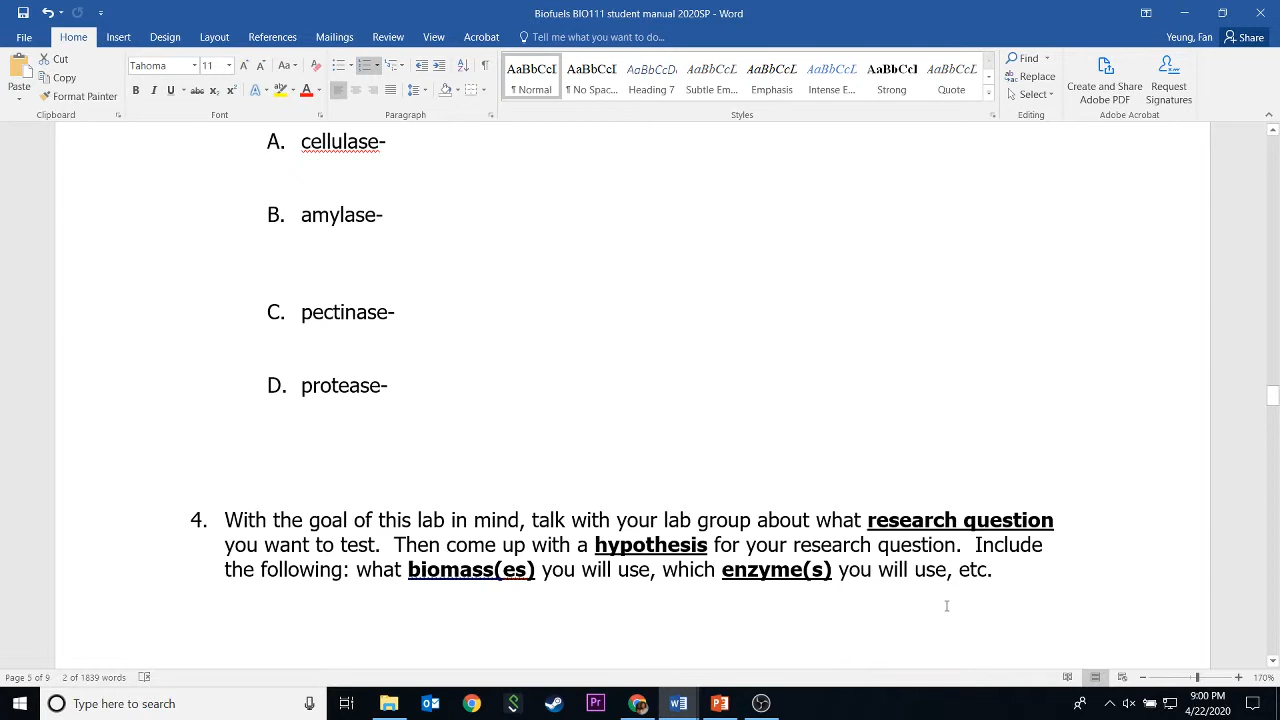 Biofuels BIO111 student manual 2020SP - Word
File Home Insert Design Layout References Mailings Review View Acrobat Tell me what you want to do... Yeung, Fan Share
Paste
Cut
Copy
Format Painter
Clipboard
Tahoma 11
Font
Paragraph
AaBbCcI AaBbCcI AaBbCcD. AaBbCcL AaBbCcL AaBbCcL AaBbCcl AaBbCcL
¶ Normal ¶ No Spac... Heading 7 Subtle Em... Emphasis Intense E... Strong Quote
Styles
Find
Replace
Select
Editing
Create and Share Adobe PDF
Request Signatures
Adobe Acrobat
A. cellulase-
B. amylase-
C. pectinase-
D. protease-
4. With the goal of this lab in mind, talk with your lab group about what research question
you want to test. Then come up with a hypothesis for your research question. Include
the following: what biomass(es) you will use, which enzyme(s) you will use, etc.
Page 5 of 9 2 of 1839 words 170%
Type here to search
9:00 PM
4/22/2020